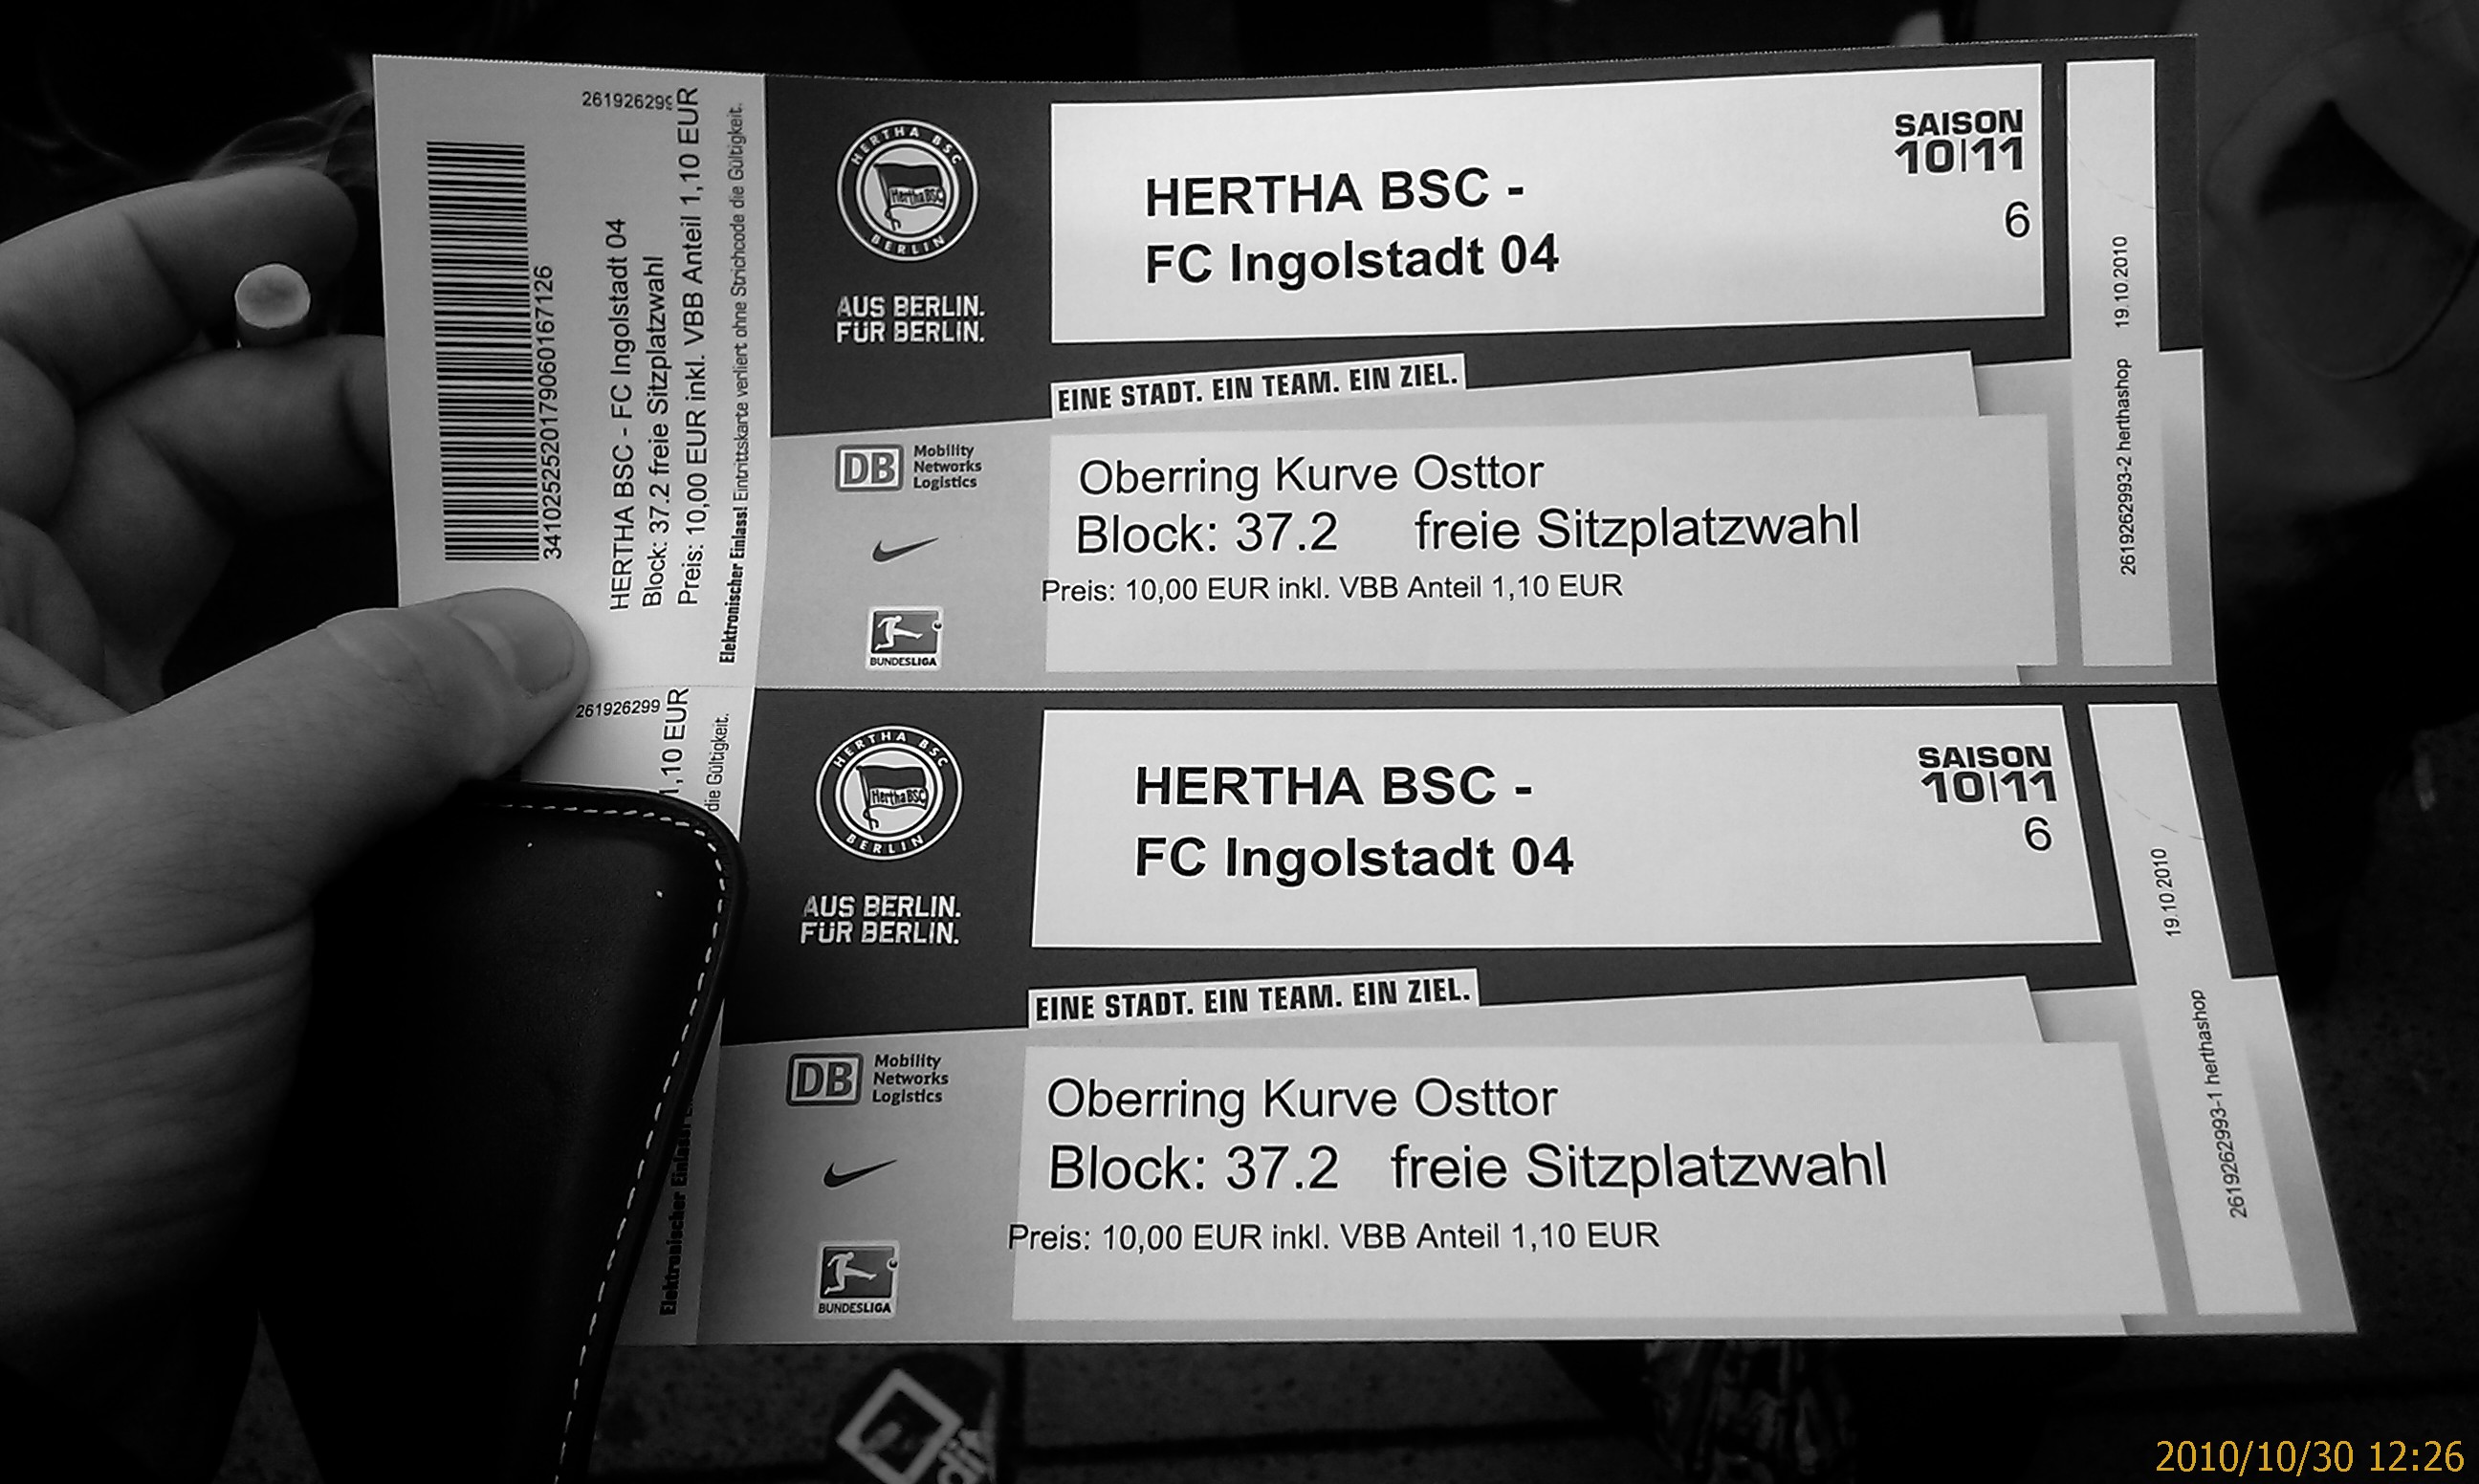 261926299
3410252520179060167126
HERTHA BSC - FC Ingolstadt 04
Block: 37.2 freie Sitzplatzwahl
Preis: 10,00 EUR inkl. VBB Anteil 1,10 EUR
Elektronischer Einlass! Eintrittskarte verliert ohne Strichcode die Gültigkeit.
HERTHA BSC
Hertha BSC
BERLIN
AUS BERLIN.
FÜR BERLIN.
HERTHA BSC -
FC Ingolstadt 04
SAISON
10|11
6
EINE STADT. EIN TEAM. EIN ZIEL.
DB Mobility
Networks
Logistics
BUNDESLIGA
Oberring Kurve Osttor
Block: 37.2 freie Sitzplatzwahl
Preis: 10,00 EUR inkl. VBB Anteil 1,10 EUR
2619262993-2 herthashop 19.10.2010
261926299
1,10 EUR
die Gültigkeit.
Elektronischer
HERTHA BSC
Hertha BSC
BERLIN
AUS BERLIN.
FÜR BERLIN.
HERTHA BSC -
FC Ingolstadt 04
SAISON
10|11
6
EINE STADT. EIN TEAM. EIN ZIEL.
DB Mobility
Networks
Logistics
BUNDESLIGA
Oberring Kurve Osttor
Block: 37.2 freie Sitzplatzwahl
Preis: 10,00 EUR inkl. VBB Anteil 1,10 EUR
2619262993-1 herthashop 19.10.2010
2010/10/30 12:26